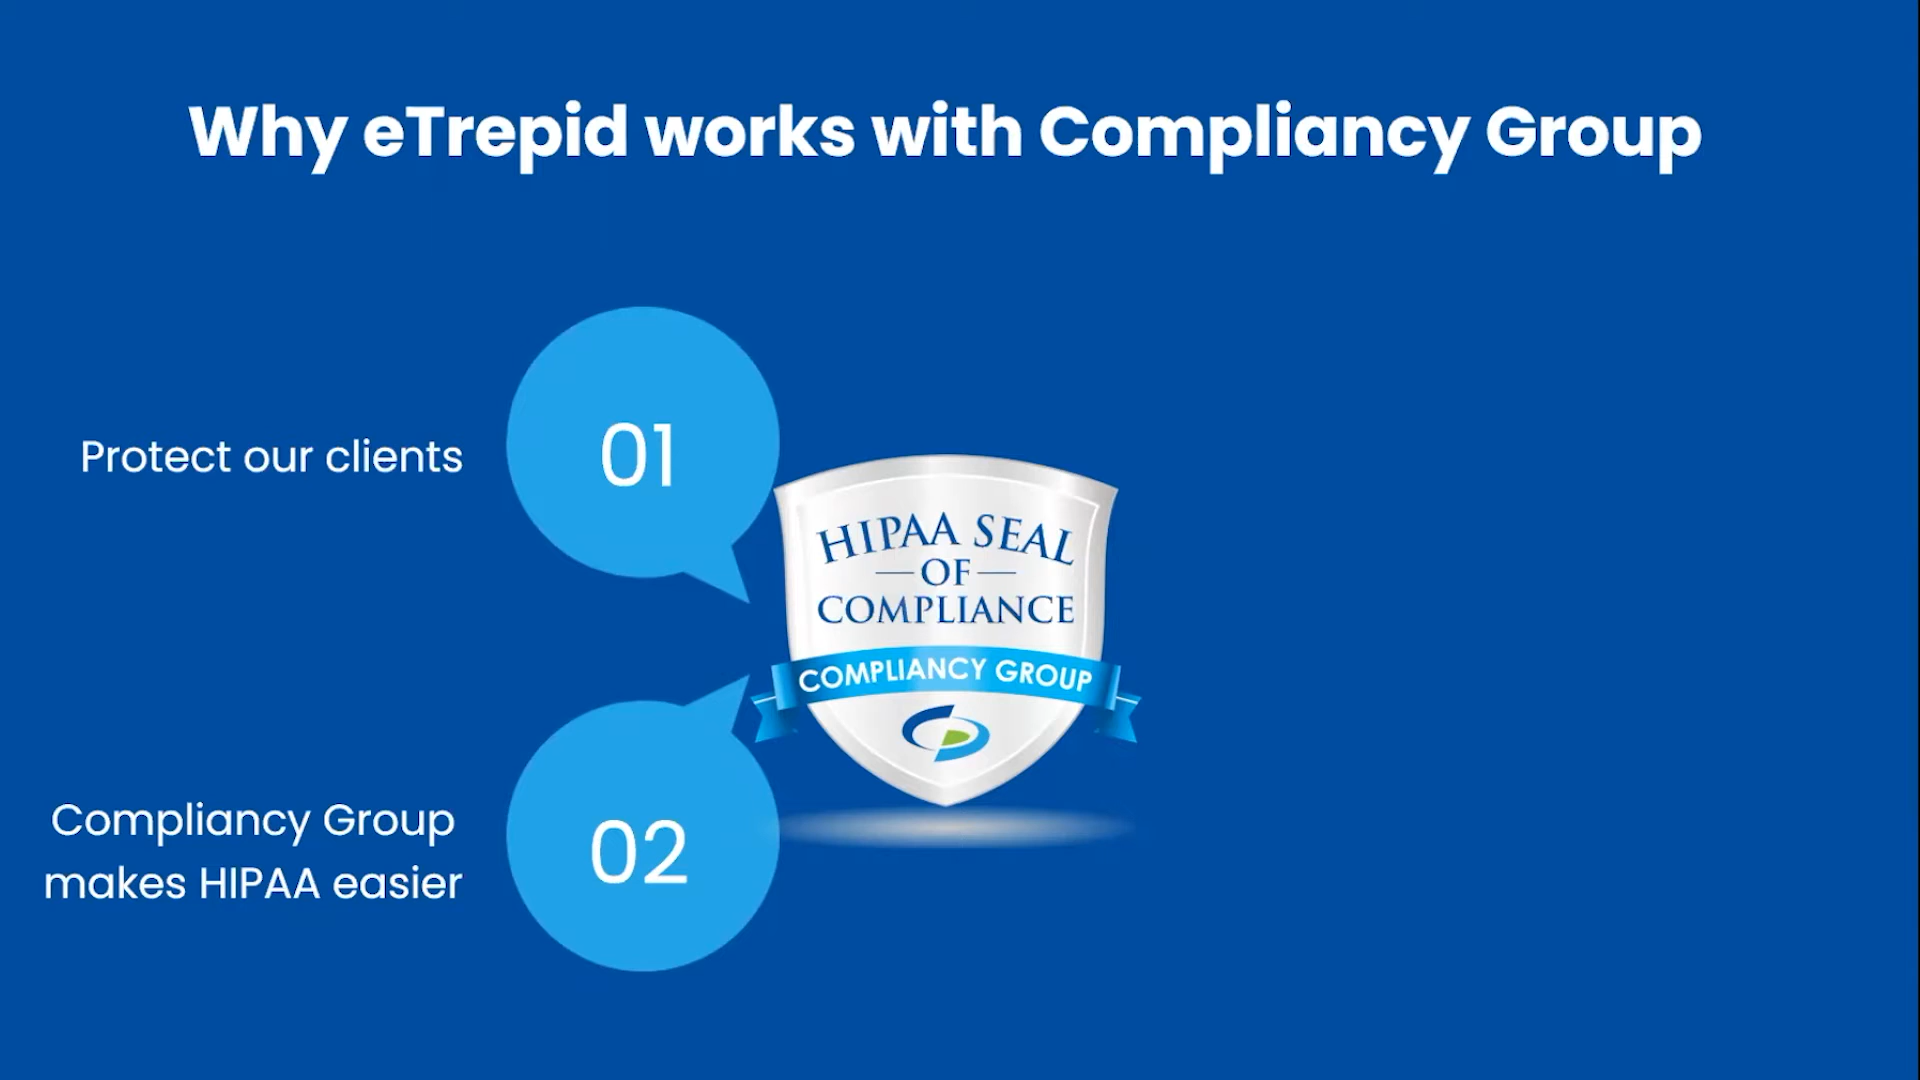 Why eTrepid works with Compliancy Group
Protect our clients
01
HIPAA SEAL
OF
COMPLIANCE
COMPLIANCY GROUP
Compliancy Group
makes HIPAA easier
02